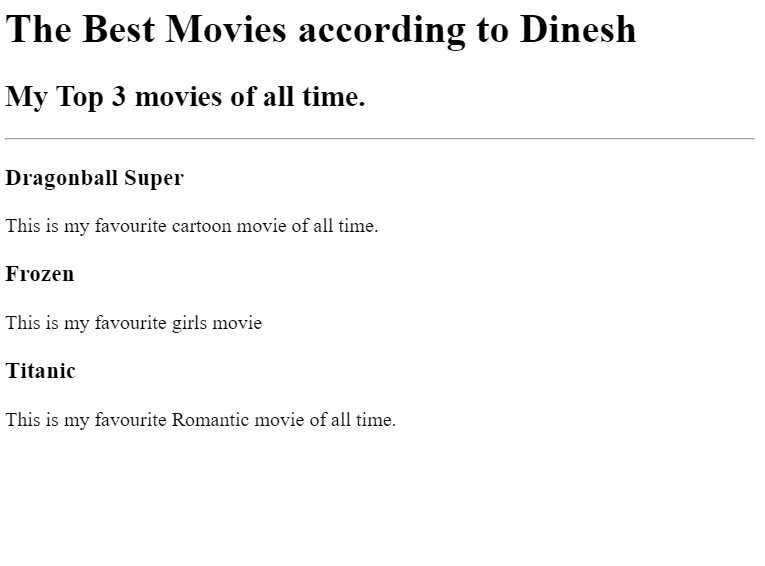 The Best Movies according to Dinesh
My Top 3 movies of all time.
Dragonball Super
This is my favourite cartoon movie of all time.
Frozen
This is my favourite girls movie
Titanic
This is my favourite Romantic movie of all time.